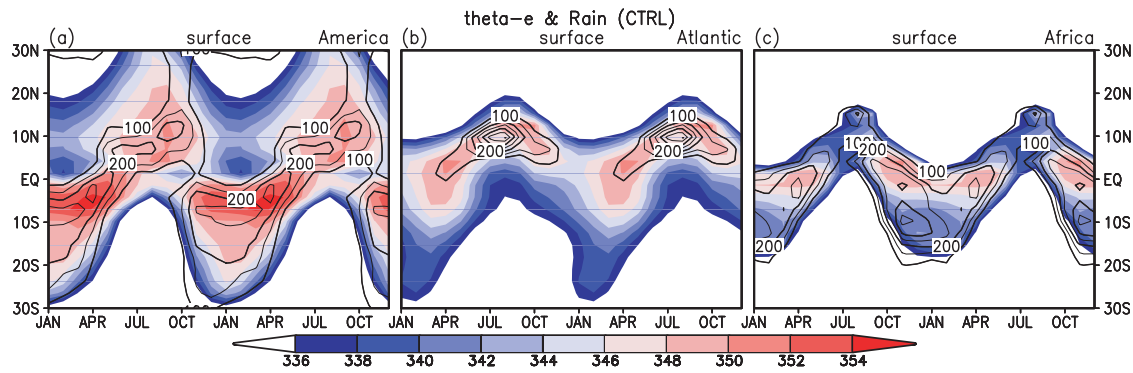 theta-e & Rain (CTRL)
(a) surface America
(b) surface Atlantic
(c) surface Africa
30N
20N
10N
EQ
10S
20S
30S
30N
20N
10N
EQ
10S
20S
30S
100
100
200
200
100
200
100
200
100
200
100
200
10
200
100
100
200
200
JAN APR JUL OCT JAN APR JUL OCT
JAN APR JUL OCT JAN APR JUL OCT
JAN APR JUL OCT JAN APR JUL OCT
336 338 340 342 344 346 348 350 352 354